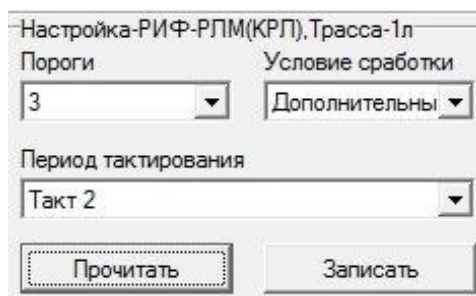 Настройка-РИФ-РЛМ(КРЛ),Трасса-1л
Пороги Условие сработки
3 Дополнительны
Период тактирования
Такт 2
Прочитать Записать